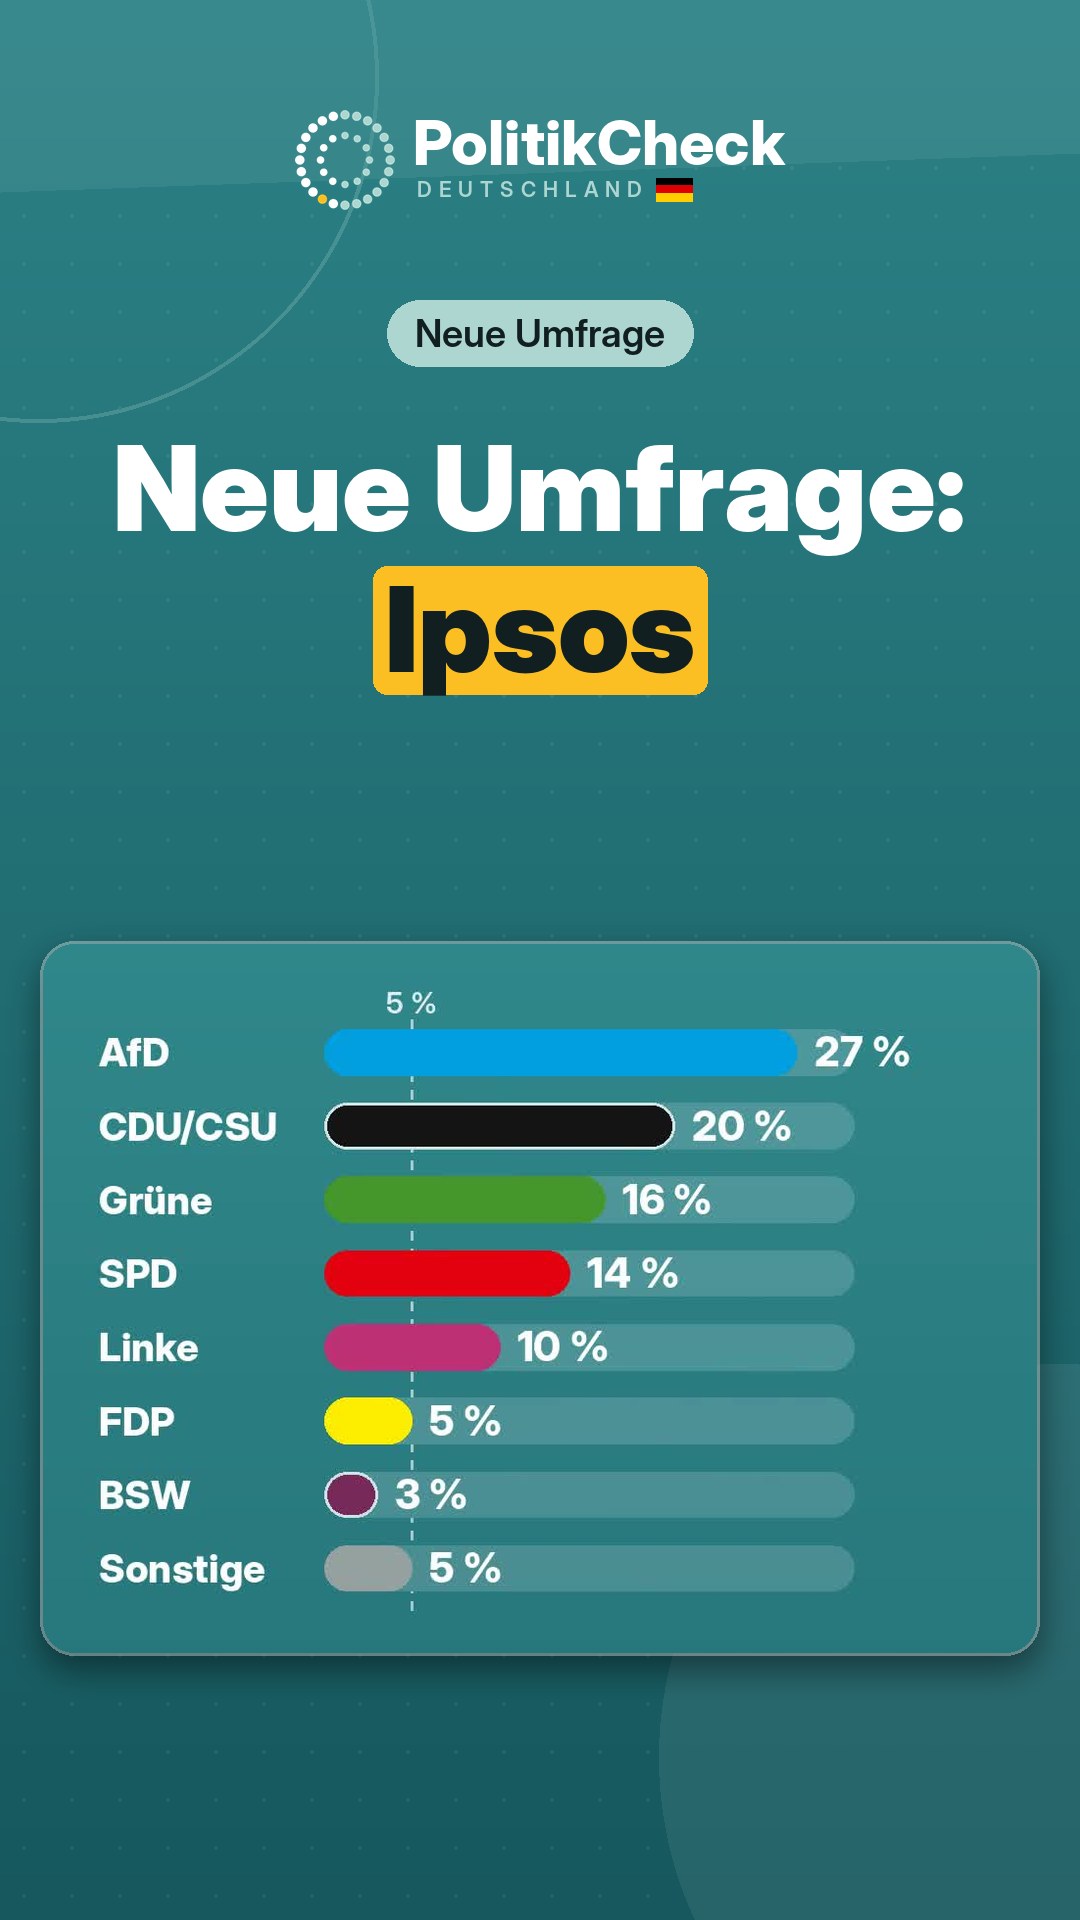 PolitikCheck
DEUTSCHLAND
Neue Umfrage
Neue Umfrage:
Ipsos
5 %
AfD 27 %
CDU/CSU 20 %
Grüne 16 %
SPD 14 %
Linke 10 %
FDP 5 %
BSW 3 %
Sonstige 5 %